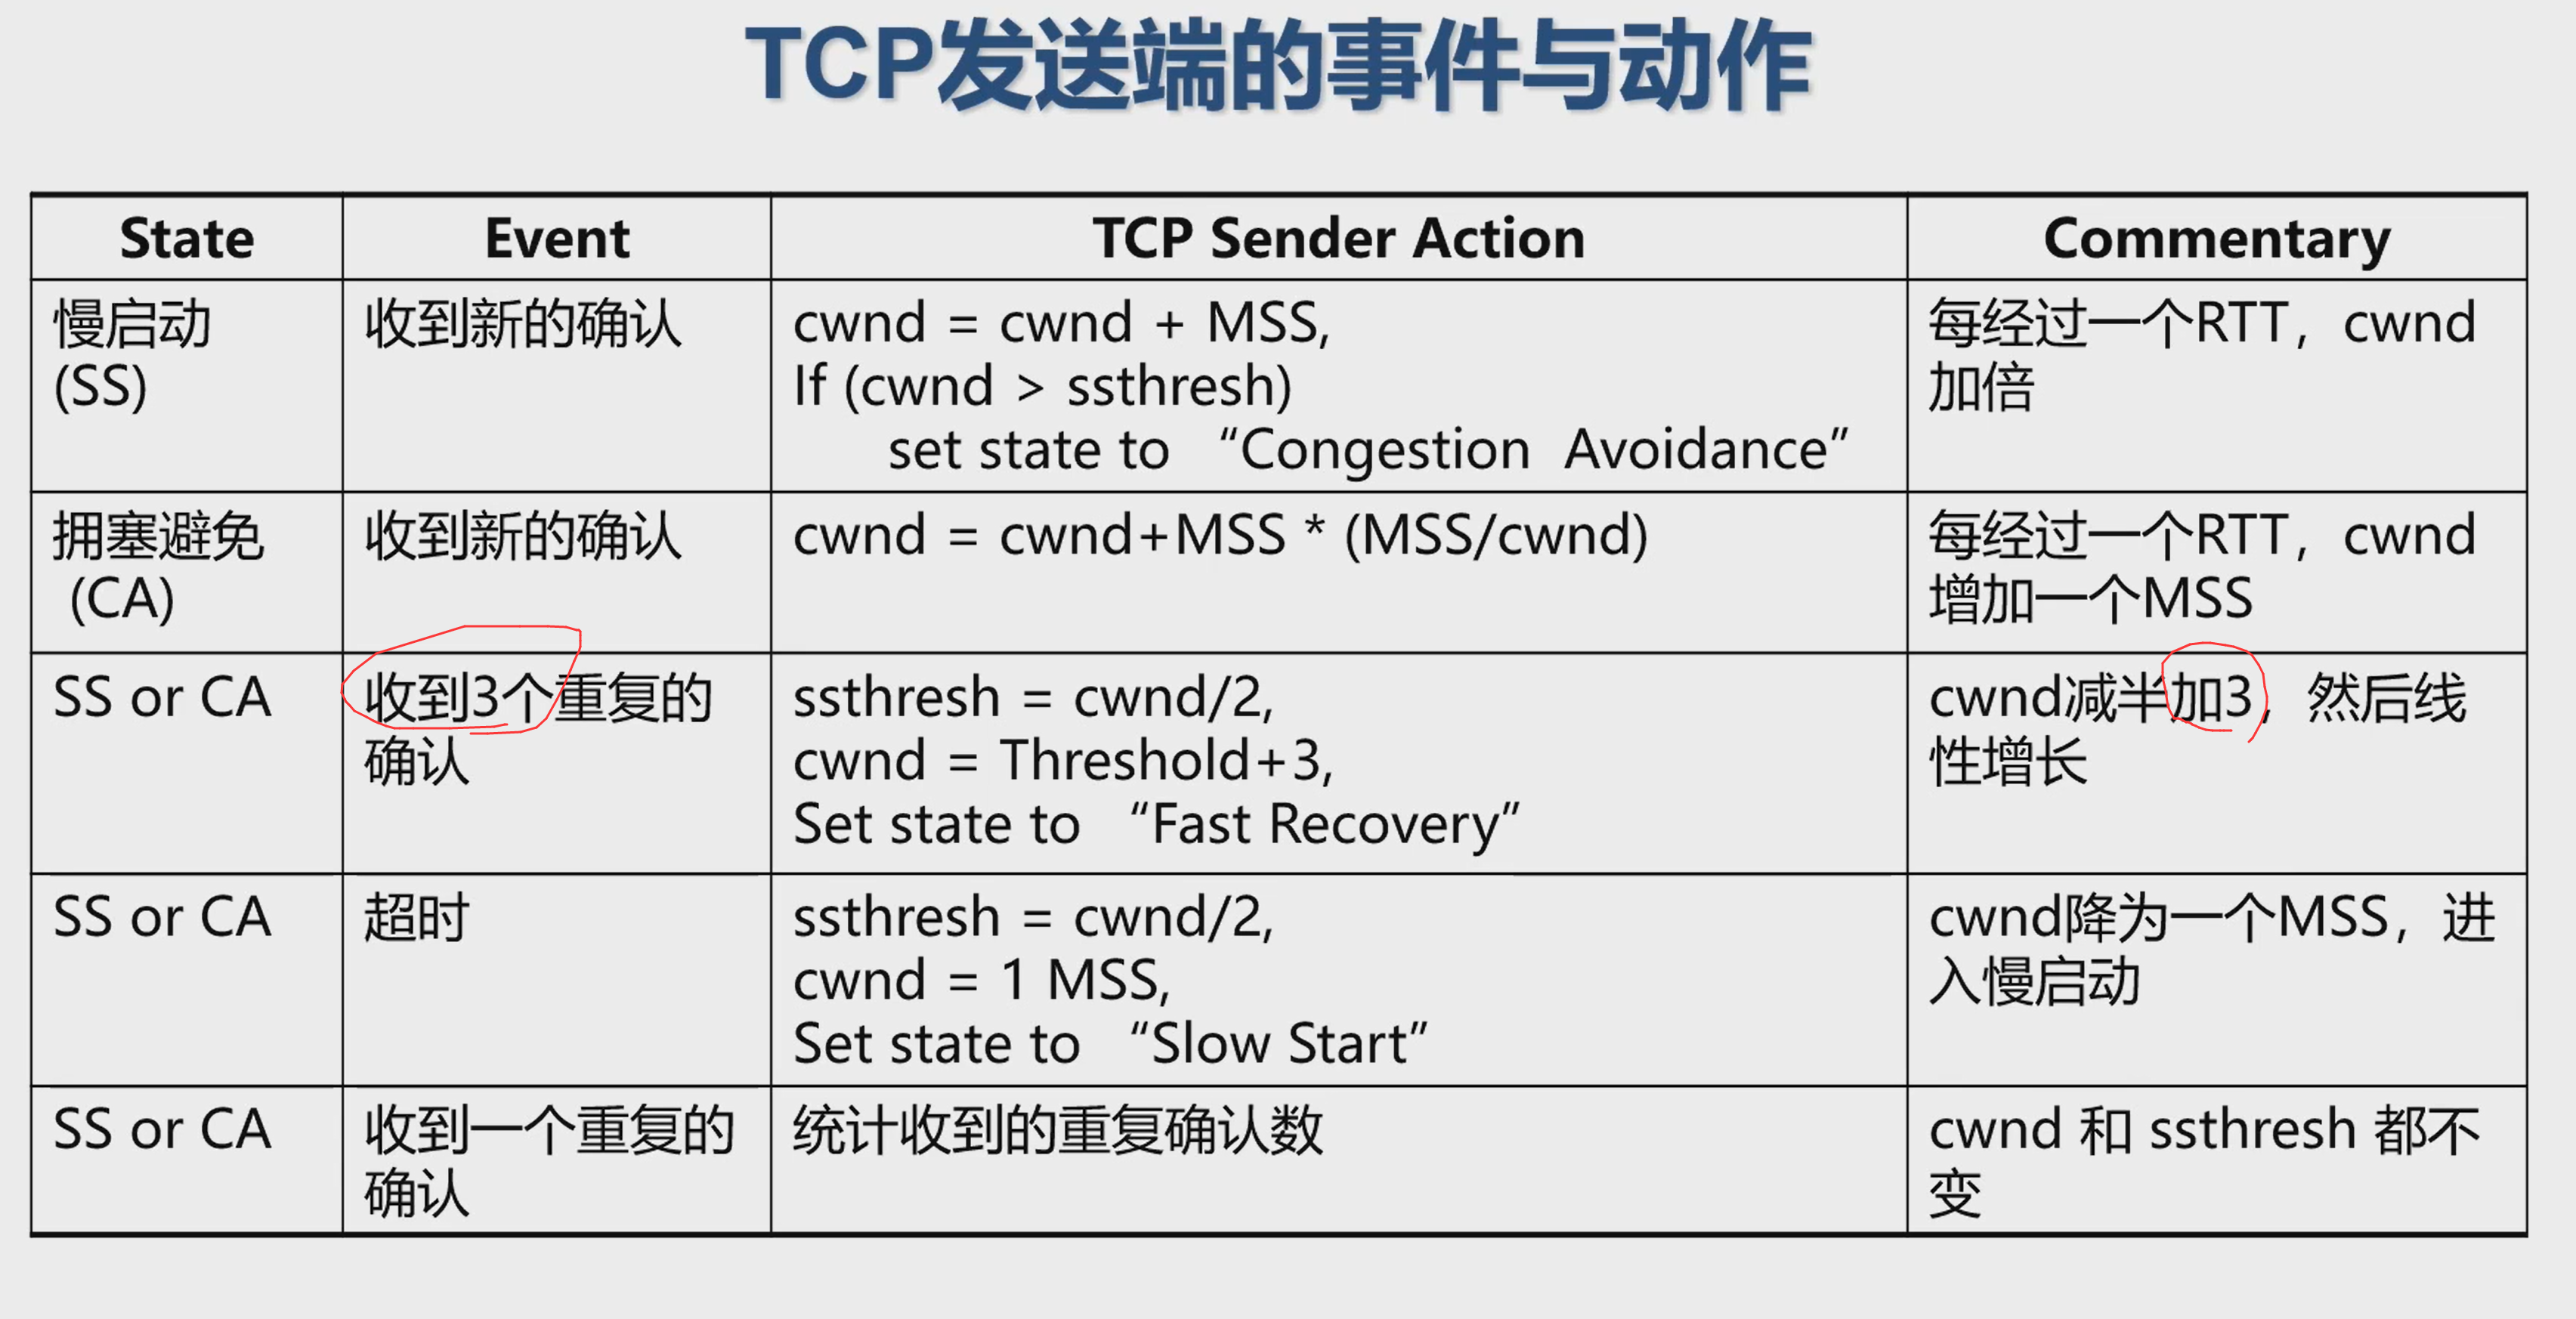 TCP发送端的事件与动作
State Event TCP Sender Action Commentary
慢启动
(SS)
收到新的确认
cwnd = cwnd + MSS,
If (cwnd > ssthresh)
set state to “Congestion Avoidance”
每经过一个RTT，cwnd
加倍
拥塞避免
(CA)
收到新的确认
cwnd = cwnd+MSS * (MSS/cwnd)
每经过一个RTT，cwnd
增加一个MSS
SS or CA
收到3个重复的
确认
ssthresh = cwnd/2,
cwnd = Threshold+3,
Set state to “Fast Recovery”
cwnd减半加3，然后线
性增长
SS or CA
超时
ssthresh = cwnd/2,
cwnd = 1 MSS,
Set state to “Slow Start”
cwnd降为一个MSS，进
入慢启动
SS or CA
收到一个重复的
确认
统计收到的重复确认数
cwnd 和 ssthresh 都不
变